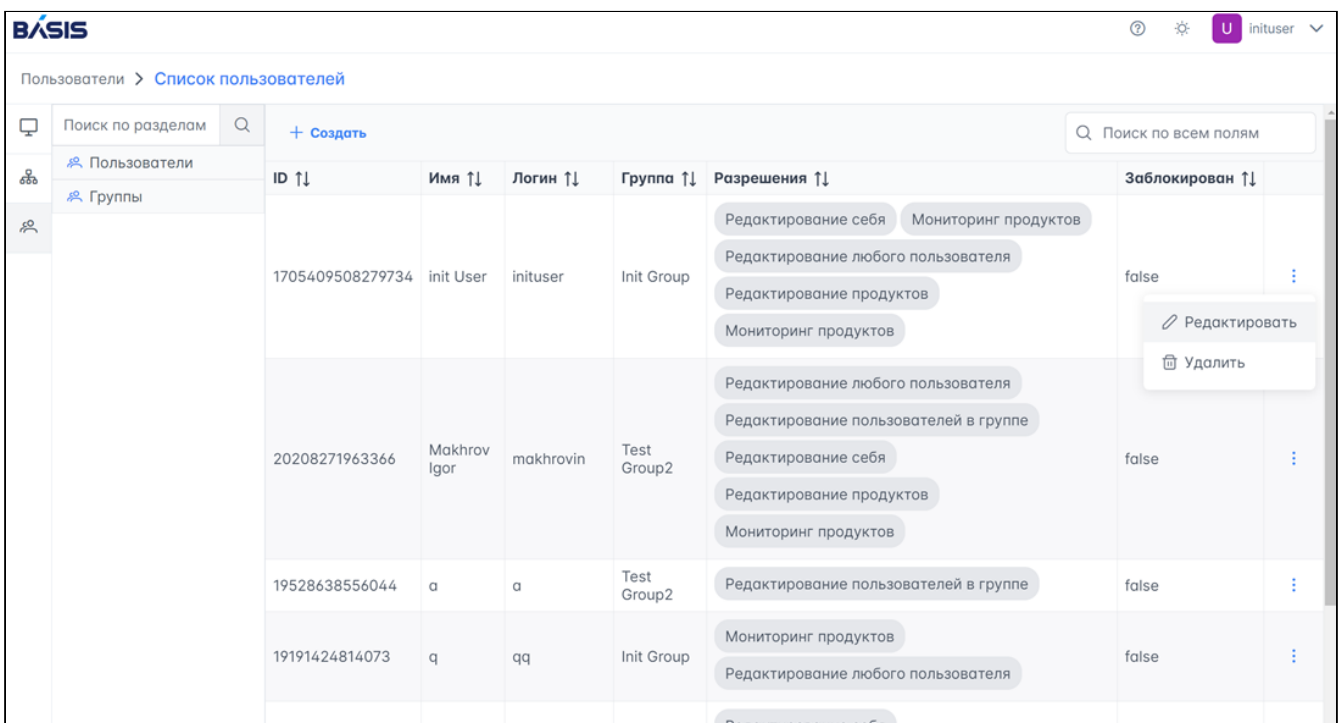 BASIS
U inituser
Пользователи > Список пользователей
Поиск по разделам
Пользователи
Группы
+ Создать
Поиск по всем полям
ID Имя Логин Группа Разрешения Заблокирован
1705409508279734 init User inituser Init Group false
Редактирование себя Мониторинг продуктов
Редактирование любого пользователя
Редактирование продуктов
Мониторинг продуктов
Редактировать
Удалить
20208271963366 Makhrov Igor makhrovin Test Group2 false
Редактирование любого пользователя
Редактирование пользователей в группе
Редактирование себя
Редактирование продуктов
Мониторинг продуктов
19528638556044 a a Test Group2 Редактирование пользователей в группе false
19191424814073 q qq Init Group false
Мониторинг продуктов
Редактирование любого пользователя